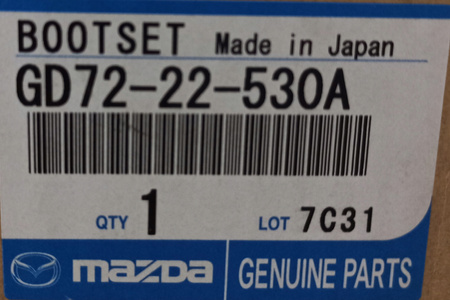 BOOTSET Made in Japan
GD72-22-530A
QTY 1 LOT 7C31
mazda GENUINE PARTS